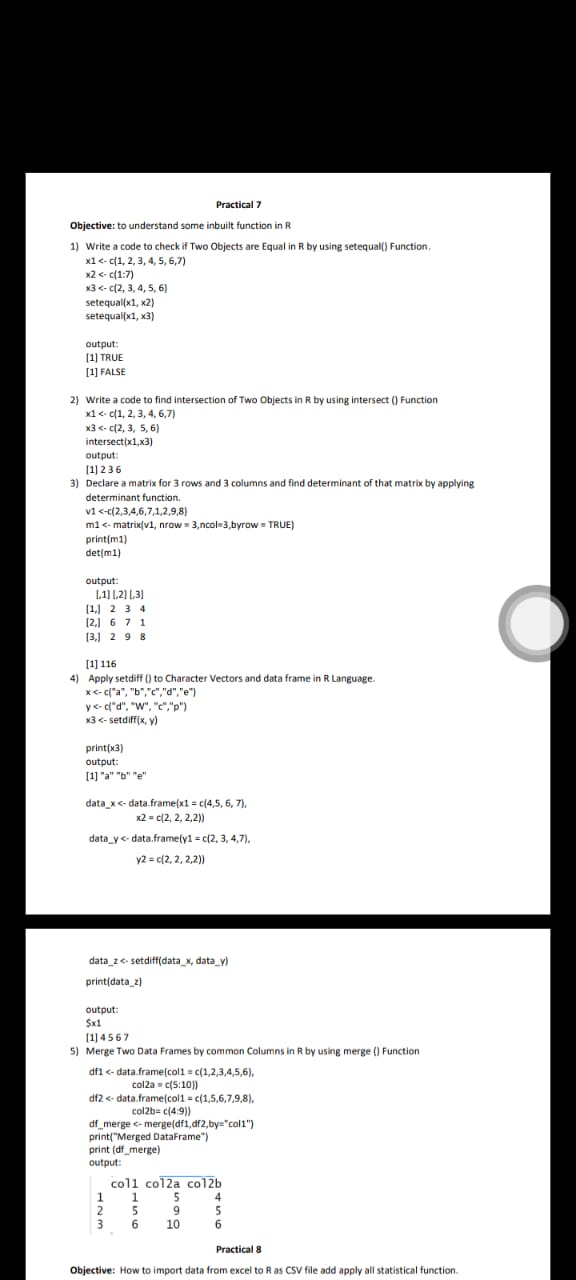 Practical 7
Objective: to understand some inbuilt function in R
1) Write a code to check if Two Objects are Equal in R by using setequal() Function.
x1 <- c(1, 2, 3, 4, 5, 6,7)
x2 <- c(1:7)
x3 <- c(2, 3, 4, 5, 6)
setequal(x1, x2)
setequal(x1, x3)
output:
[1] TRUE
[1] FALSE
2) Write a code to find intersection of Two Objects in R by using intersect () Function
x1 <- c(1, 2, 3, 4, 6,7)
x3 <- c(2, 3, 5, 6)
intersect(x1,x3)
output:
[1] 2 3 6
3) Declare a matrix for 3 rows and 3 columns and find determinant of that matrix by applying
determinant function.
v1 <-c(2,3,4,6,7,1,2,9,8)
m1 <- matrix(v1, nrow = 3,ncol=3,byrow = TRUE)
print(m1)
det(m1)
output:
[,1] [,2] [,3]
[1,] 2 3 4
[2,] 6 7 1
[3,] 2 9 8
[1] 116
4) Apply setdiff () to Character Vectors and data frame in R Language.
x <- c("a", "b","c","d","e")
y <- c("d", "W", "c","p")
x3 <- setdiff(x, y)
print(x3)
output:
[1] "a" "b" "e"
data_x <- data.frame(x1 = c(4,5, 6, 7),
x2 = c(2, 2, 2,2))
data_y <- data.frame(y1 = c(2, 3, 4,7),
y2 = c(2, 2, 2,2))
data_z <- setdiff(data_x, data_y)
print(data_z)
output:
$x1
[1] 4 5 6 7
5) Merge Two Data Frames by common Columns in R by using merge () Function
df1 <- data.frame(col1 = c(1,2,3,4,5,6),
col2a = c(5:10))
df2 <- data.frame(col1 = c(1,5,6,7,9,8),
col2b= c(4:9))
df_merge <- merge(df1,df2,by="col1")
print("Merged DataFrame")
print (df_merge)
output:
col1 col2a col2b
1 1 5 4
2 5 9 5
3 6 10 6
Practical 8
Objective: How to import data from excel to R as CSV file add apply all statistical function.